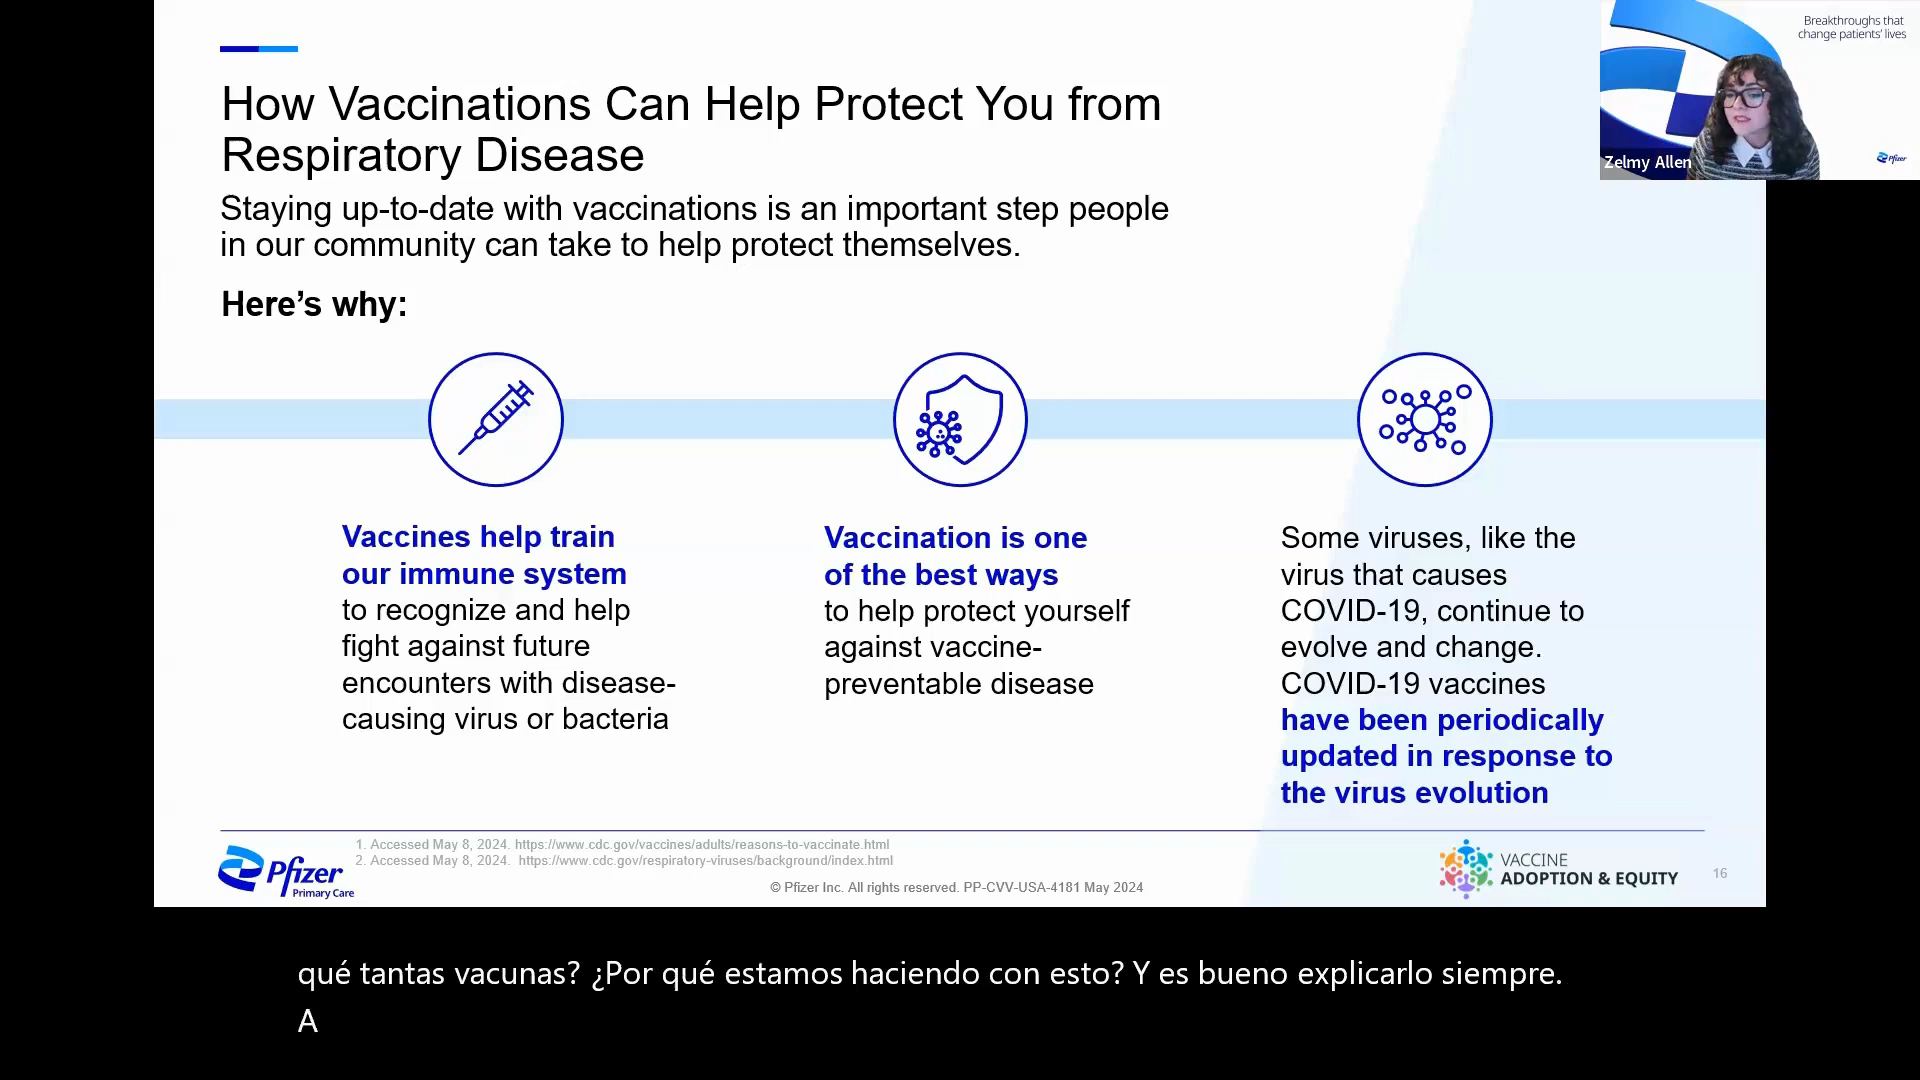 Breakthroughs that
change patients' lives
Pfizer
Zelmy Allen
How Vaccinations Can Help Protect You from
Respiratory Disease
Staying up-to-date with vaccinations is an important step people
in our community can take to help protect themselves.
Here's why:
Vaccines help train
our immune system
to recognize and help
fight against future
encounters with disease-
causing virus or bacteria
Vaccination is one
of the best ways
to help protect yourself
against vaccine-
preventable disease
Some viruses, like the
virus that causes
COVID-19, continue to
evolve and change.
COVID-19 vaccines
have been periodically
updated in response to
the virus evolution
1. Accessed May 8, 2024. https://www.cdc.gov/vaccines/adults/reasons-to-vaccinate.html
2. Accessed May 8, 2024. https://www.cdc.gov/respiratory-viruses/background/index.html
Pfizer
Primary Care
© Pfizer Inc. All rights reserved. PP-CVV-USA-4181 May 2024
VACCINE
ADOPTION & EQUITY
16
qué tantas vacunas? ¿Por qué estamos haciendo con esto? Y es bueno explicarlo siempre.
A